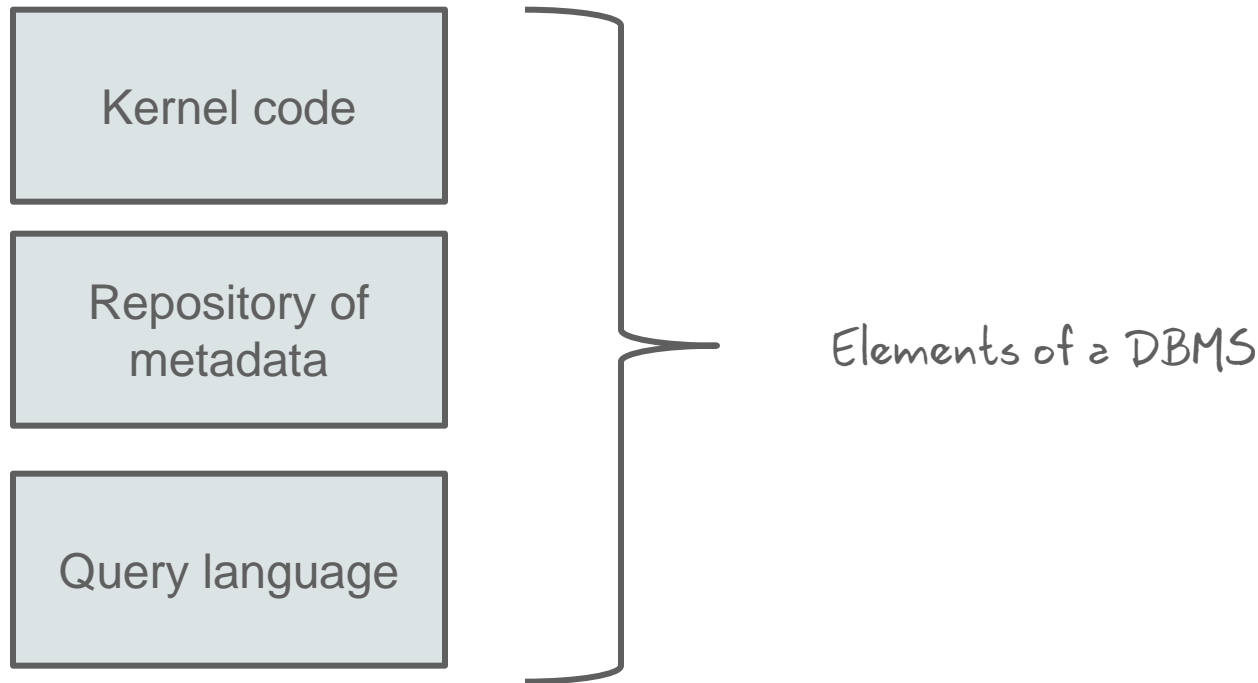 Kernel code
Repository of
metadata
Elements of a DBMS
Query language